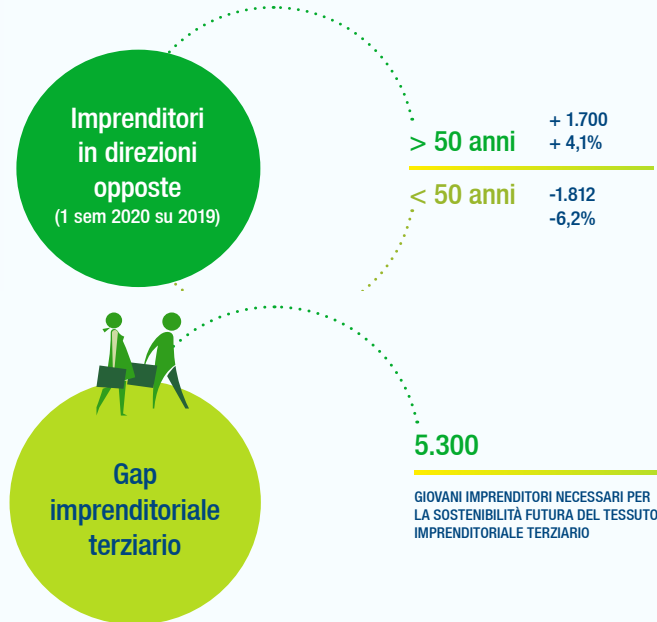 Imprenditori
in direzioni
opposte
(1 sem 2020 su 2019)
> 50 anni
+ 1.700
+ 4,1%
< 50 anni
-1.812
-6,2%
Gap
imprenditoriale
terziario
5.300
GIOVANI IMPRENDITORI NECESSARI PER
LA SOSTENIBILITÀ FUTURA DEL TESSUTO
IMPRENDITORIALE TERZIARIO